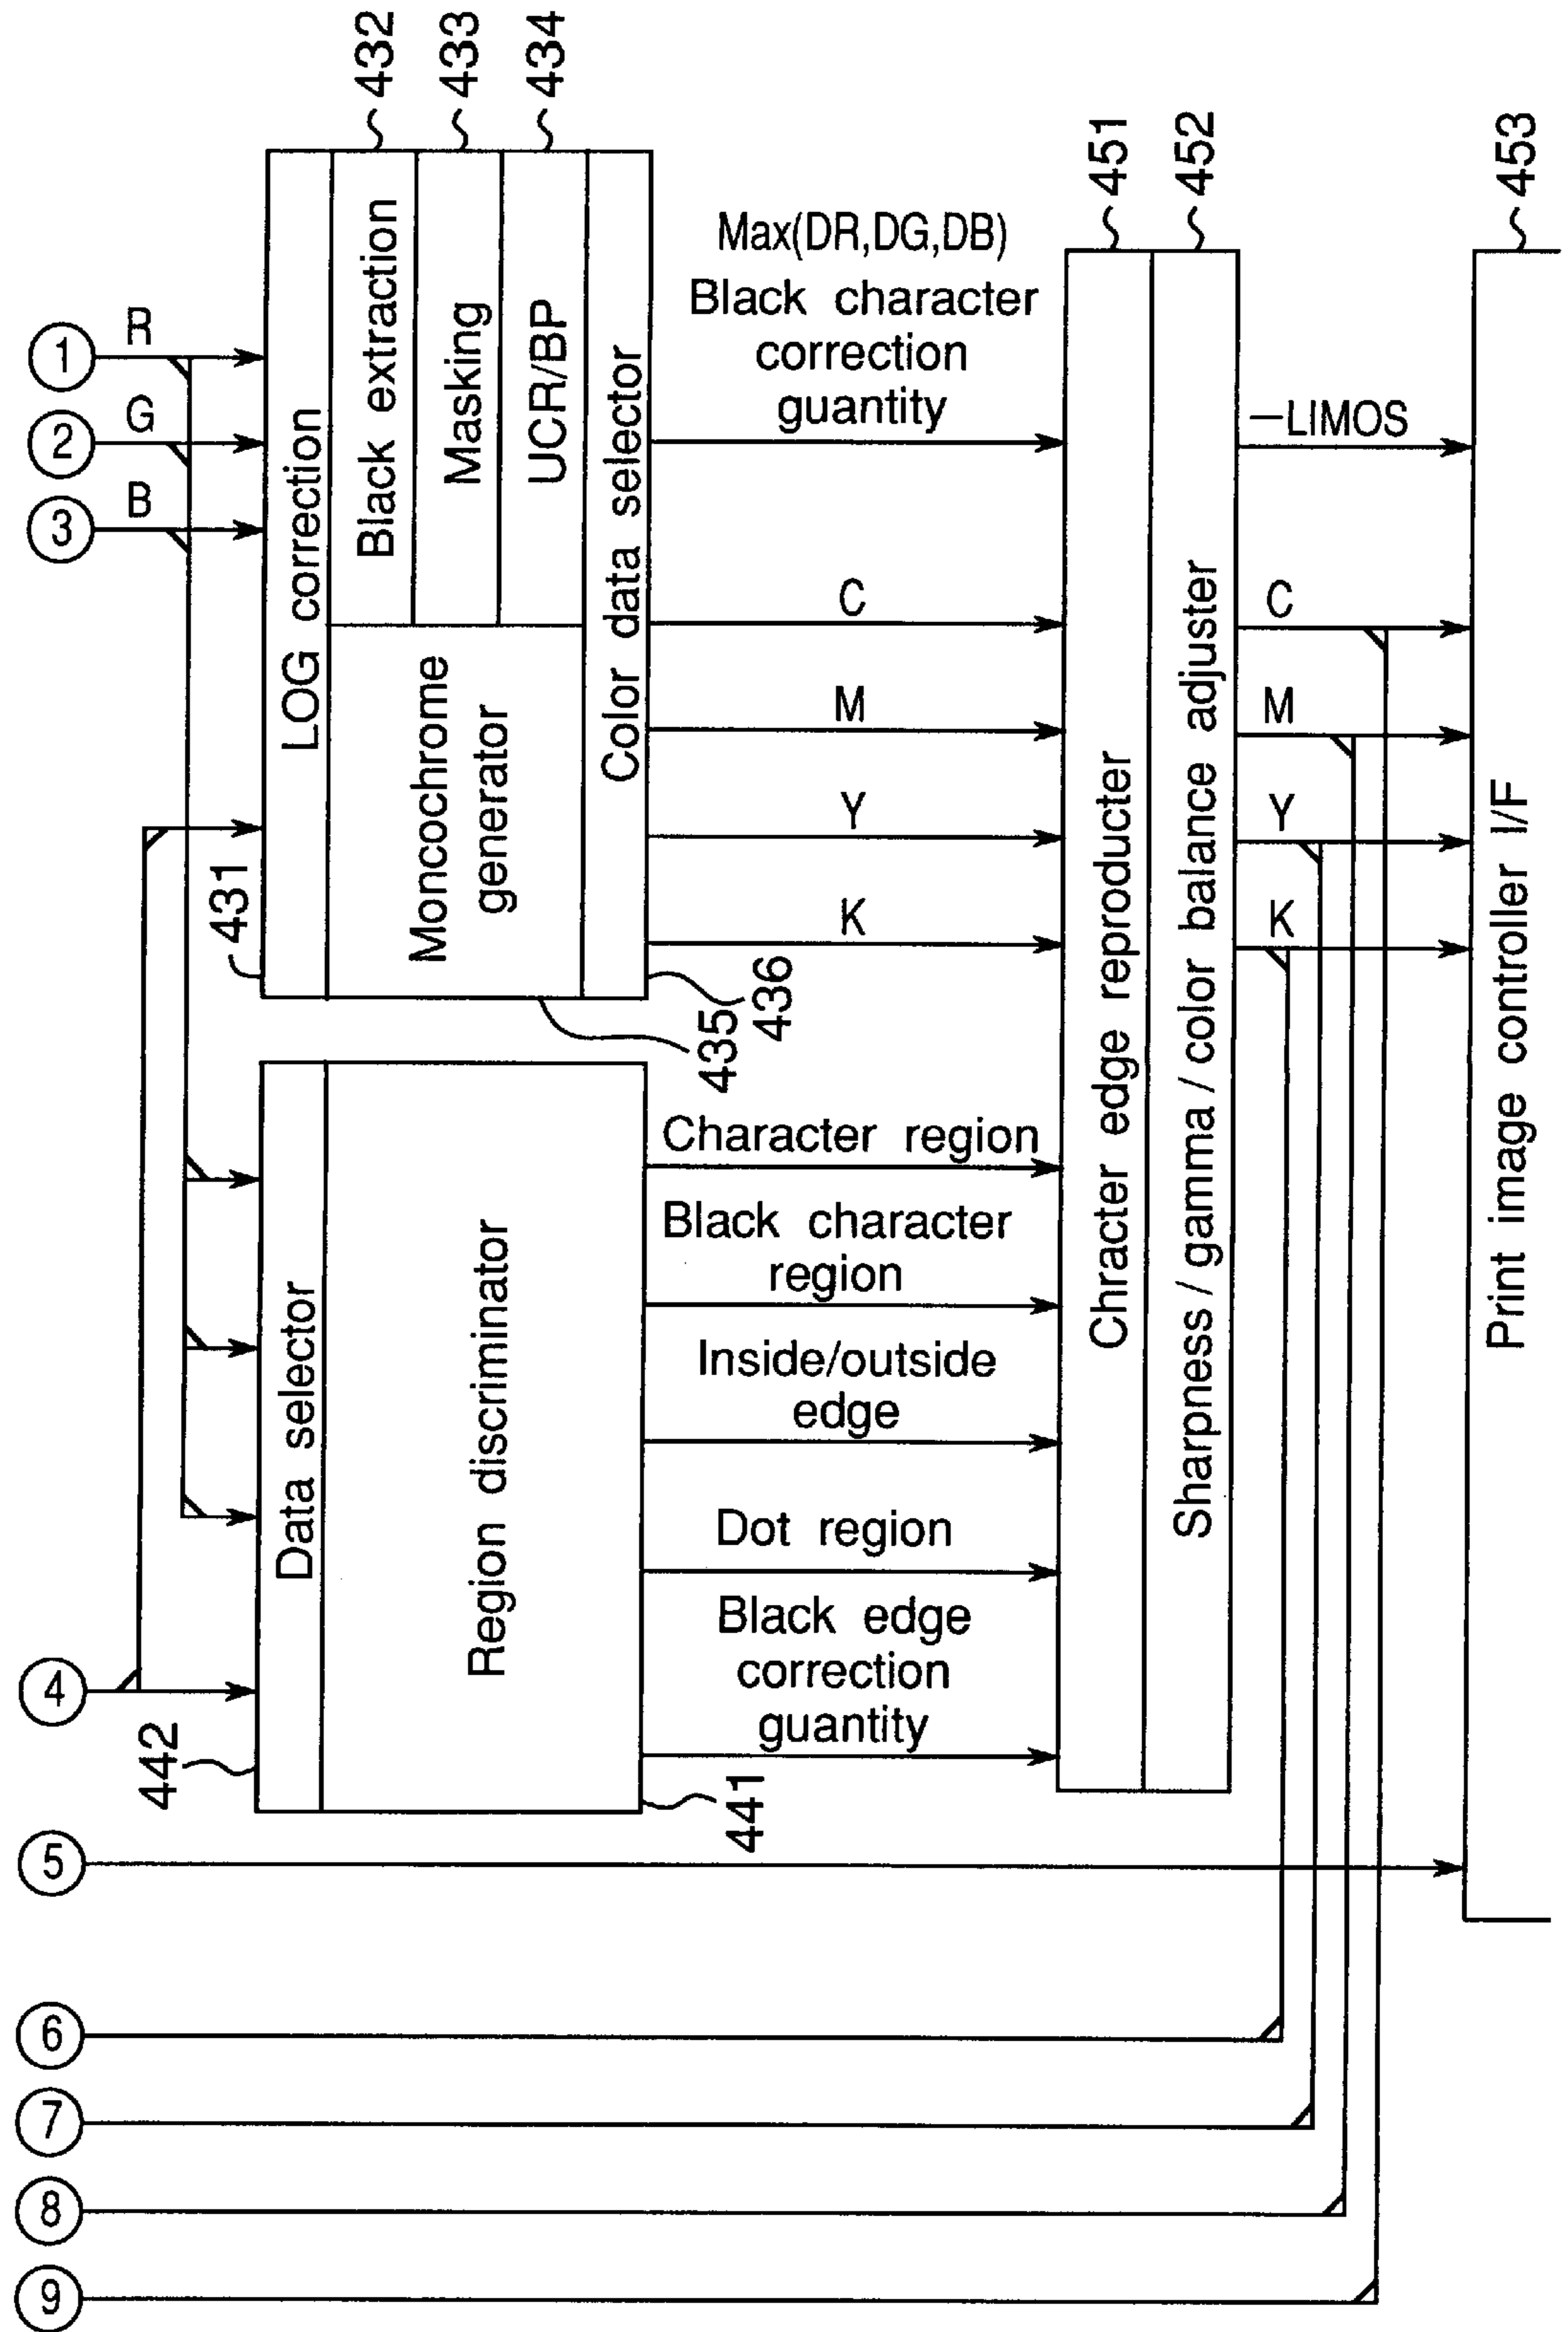 1
R
2
G
3
B
4
5
6
7
8
9
431
LOG correction
Black extraction
432
Masking
433
UCR/BP
434
Moncochrome
generator
435
Color data selector
436
442
Data selector
Region discriminator
441
Max(DR,DG,DB)
Black character
correction
guantity
C
M
Y
K
Character region
Black character
region
Inside/outside
edge
Dot region
Black edge
correction
guantity
Chracter edge reproducter
451
Sharpness / gamma / color balance adjuster
452
–LIMOS
C
M
Y
K
Print image controller I/F
453